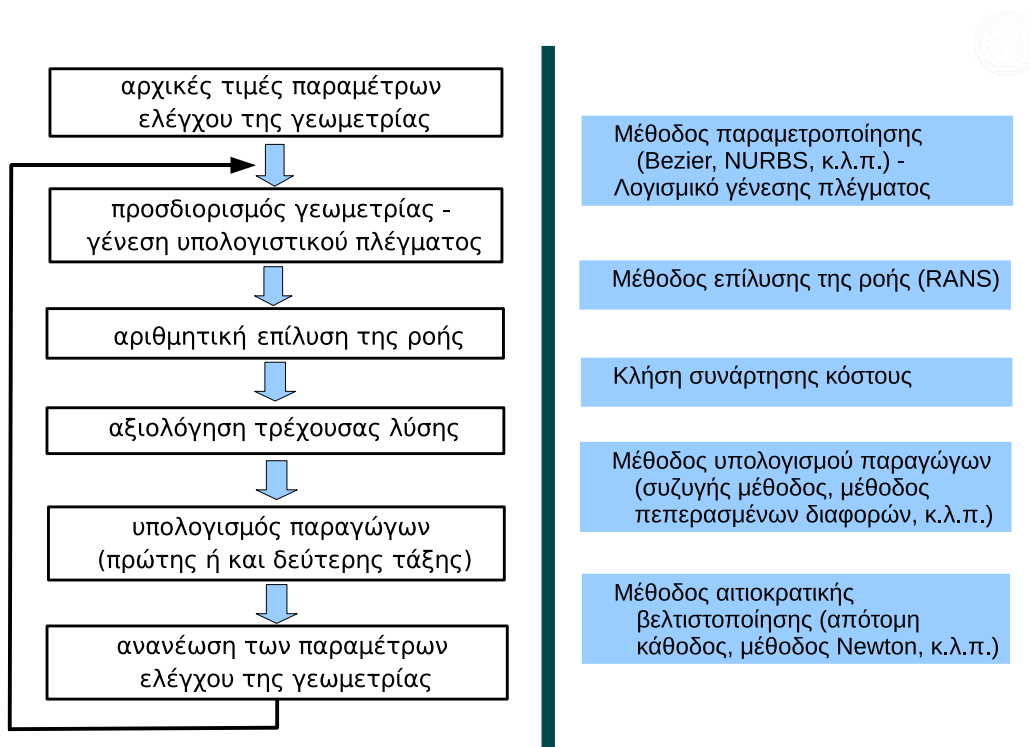 αρχικές τιμές παραμέτρων
ελέγχου της γεωμετρίας
προσδιορισμός γεωμετρίας -
γένεση υπολογιστικού πλέγματος
αριθμητική επίλυση της ροής
αξιολόγηση τρέχουσας λύσης
υπολογισμός παραγώγων
(πρώτης ή και δεύτερης τάξης)
ανανέωση των παραμέτρων
ελέγχου της γεωμετρίας
Μέθοδος παραμετροποίησης
(Bezier, NURBS, κ.λ.π.) -
Λογισμικό γένεσης πλέγματος
Μέθοδος επίλυσης της ροής (RANS)
Κλήση συνάρτησης κόστους
Μέθοδος υπολογισμού παραγώγων
(συζυγής μέθοδος, μέθοδος
πεπερασμένων διαφορών, κ.λ.π.)
Μέθοδος αιτιοκρατικής
βελτιστοποίησης (απότομη
κάθοδος, μέθοδος Newton, κ.λ.π.)